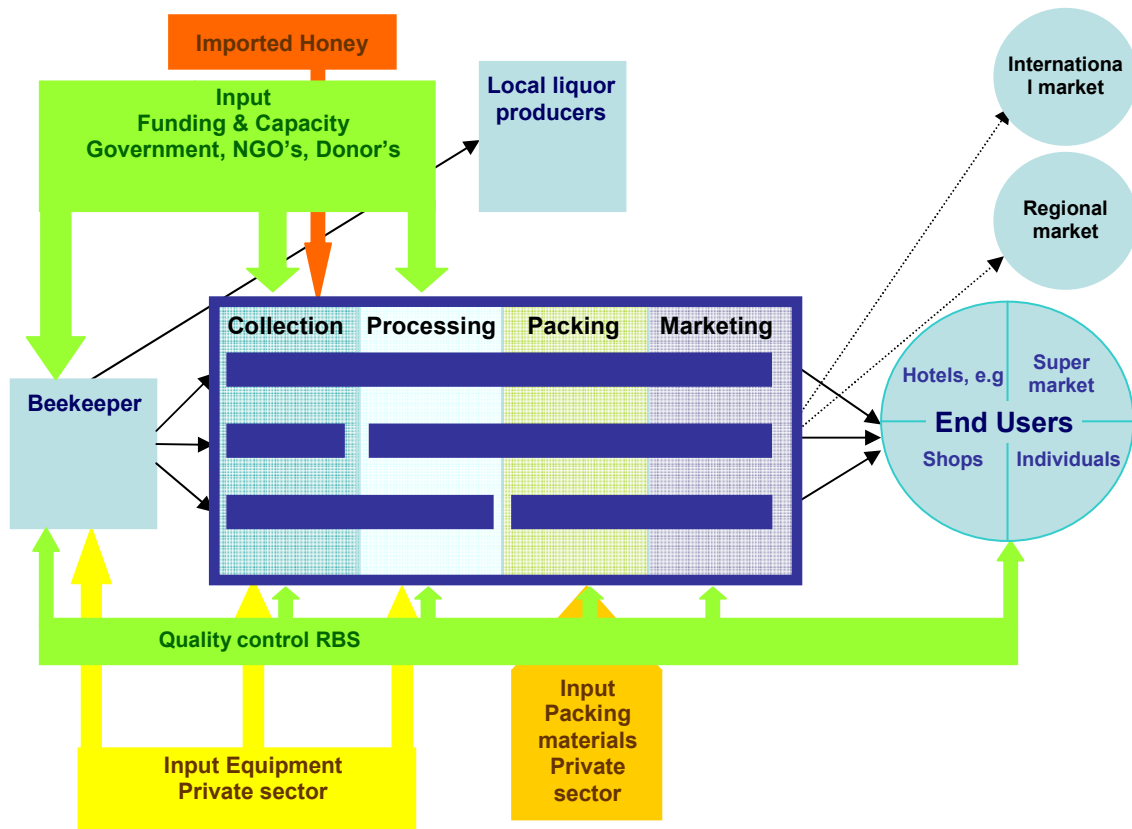 Imported Honey
Input
Funding & Capacity
Government, NGO’s, Donor’s
Local liquor
producers
Internationa
l market
Regional
market
Collection
Processing
Packing
Marketing
Beekeeper
Hotels, e.g
Super
market
End Users
Shops
Individuals
Quality control RBS
Input Equipment
Private sector
Input
Packing
materials
Private
sector